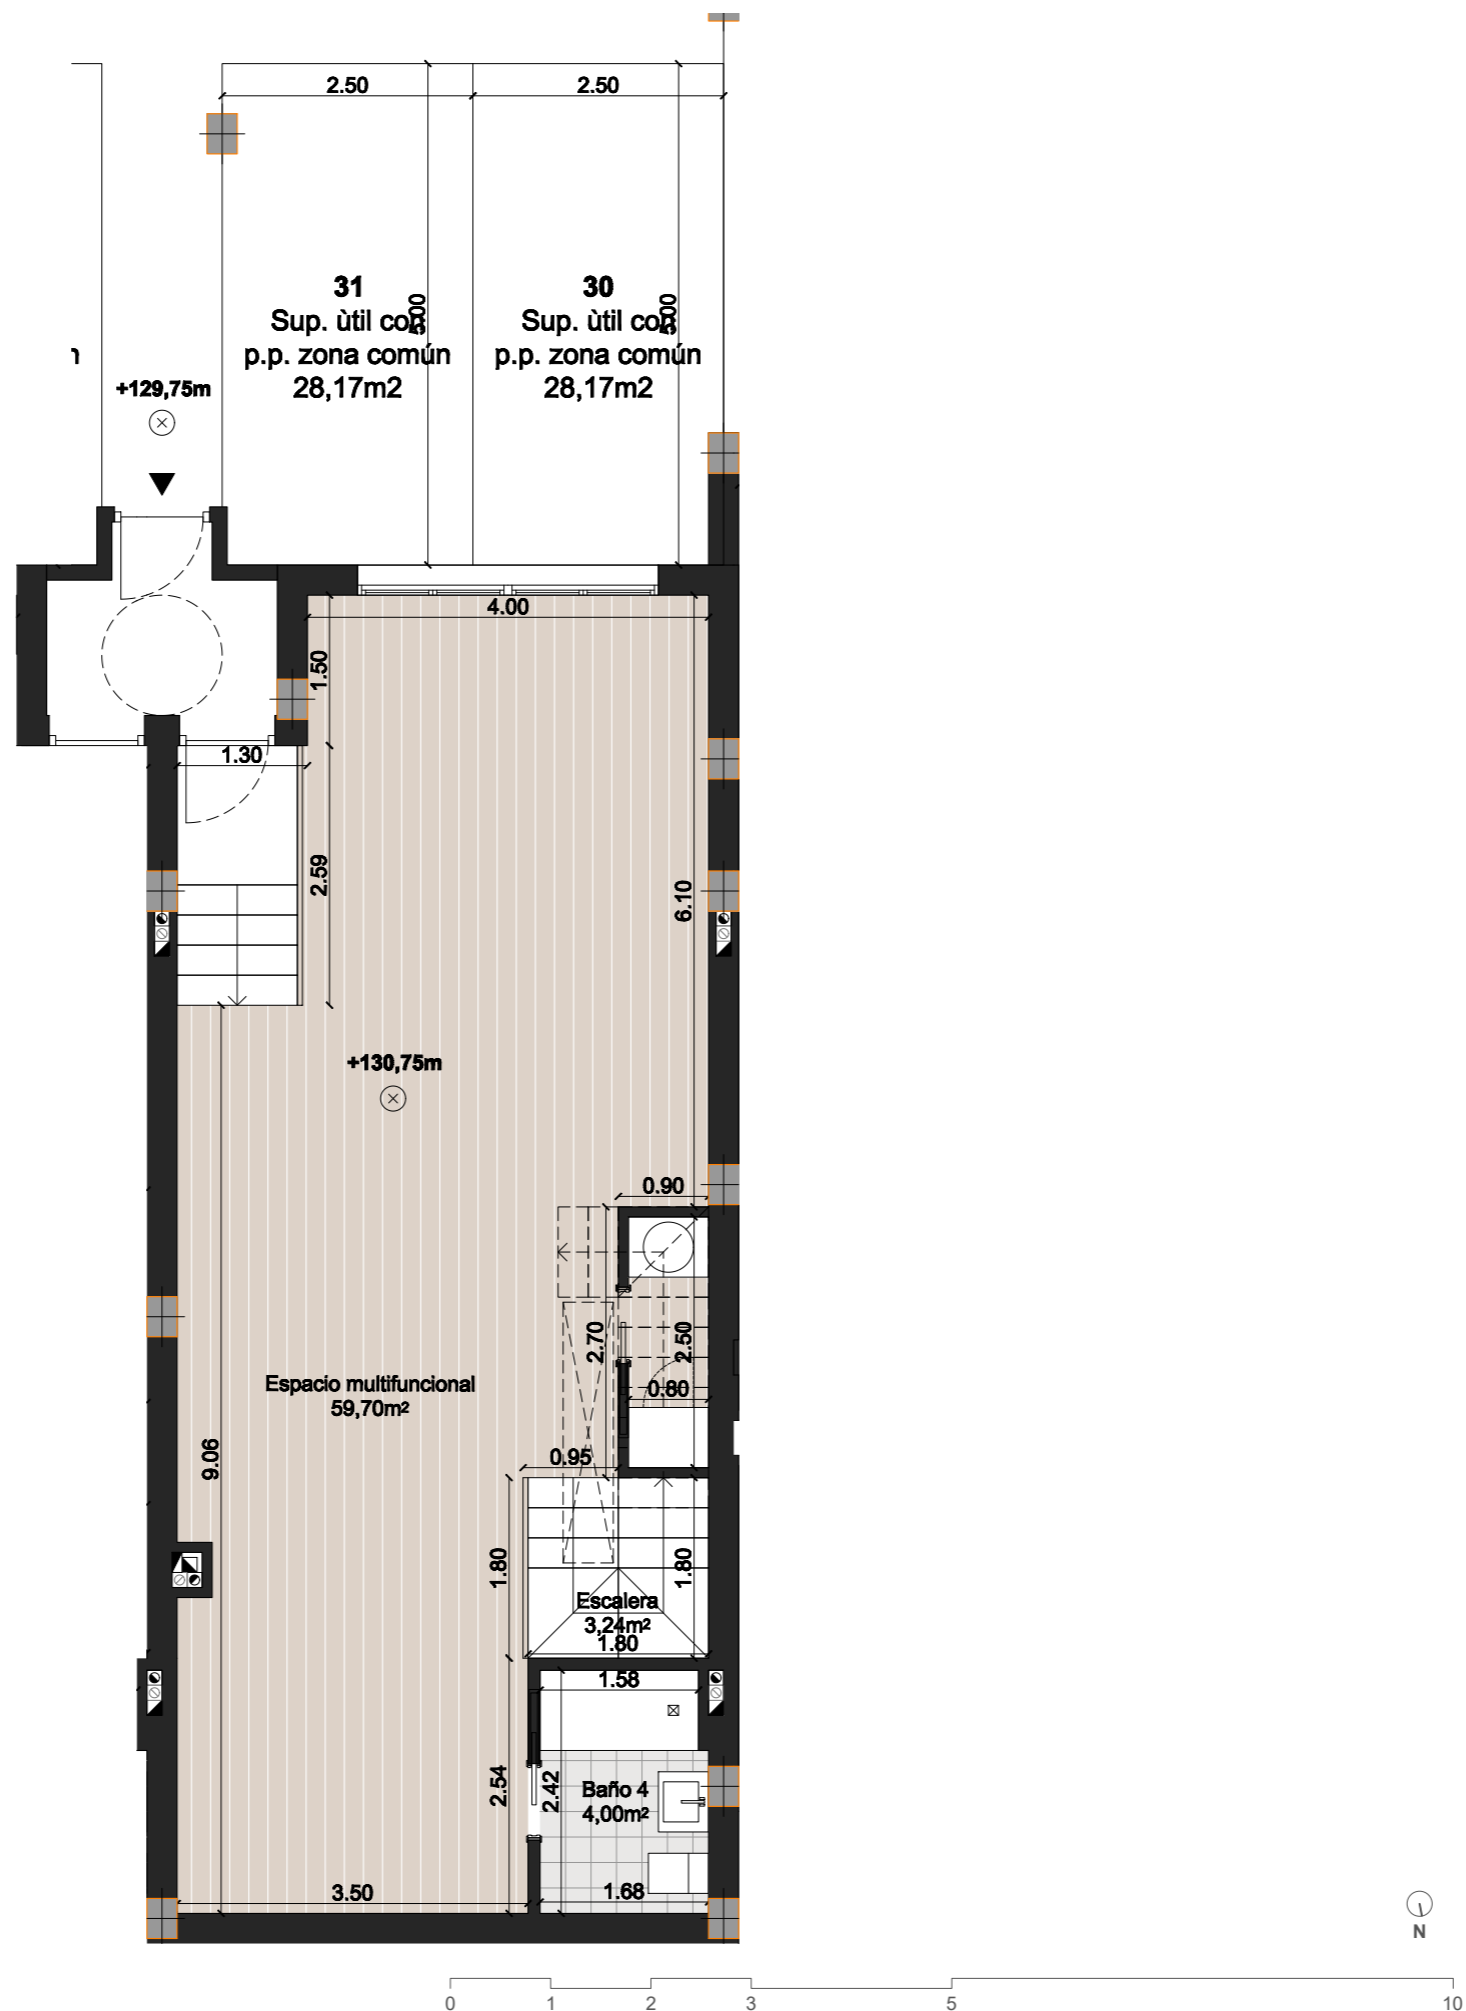 2.50
2.50
31
Sup. ùtil con
p.p. zona común
28,17m2
5.00
30
Sup. ùtil con
p.p. zona común
28,17m2
5.00
n
+129,75m
4.00
1.50
1.30
2.59
6.10
+130,75m
0.90
2.70
2.50
0.80
Espacio multifuncional
59,70m²
9.06
0.95
1.80
1.80
Escalera
3,24m²
1.80
1.58
2.54
2.42
Baño 4
4,00m²
3.50
1.68
N
0 1 2 3 5 10